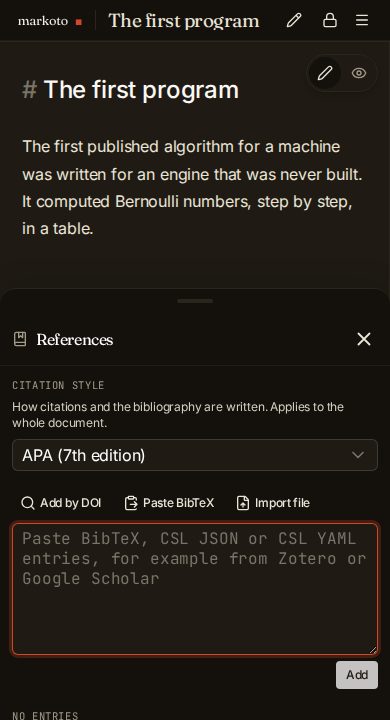 markoto
The first program
# The first program
The first published algorithm for a machine
was written for an engine that was never built.
It computed Bernoulli numbers, step by step,
in a table.
References
CITATION STYLE
How citations and the bibliography are written. Applies to the
whole document.
APA (7th edition)
Add by DOI
Paste BibTeX
Import file
Paste BibTeX, CSL JSON or CSL YAML
entries, for example from Zotero or
Google Scholar
Add
NO ENTRIES